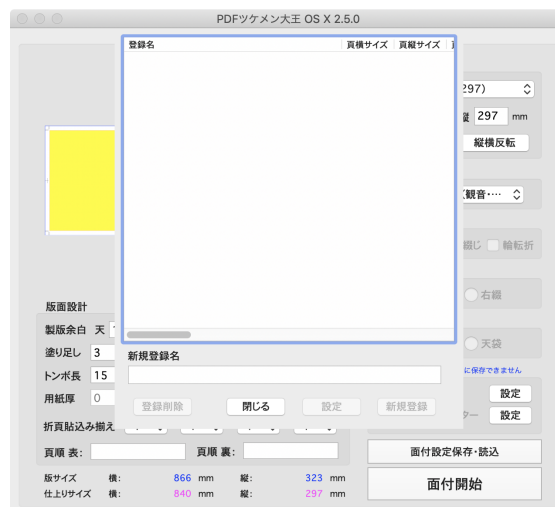 PDFツケメン大王 OS X 2.5.0
登録名 頁横サイズ 頁縦サイズ
297) 
縦 297 mm
縦横反転
(観音・…
綴じ 輪転折
右綴
天袋
に保存できません
版面設計
製版余白 天
塗り足し 3
トンボ長 15
用紙厚 0
折頁貼込み揃え
新規登録名
登録削除 閉じる 設定 新規登録
設定
ー 設定
頁順 表: 頁順 裏:
面付設定保存・読込
版サイズ 横: 866 mm 縦: 323 mm
仕上りサイズ 横: 840 mm 縦: 297 mm
面付開始